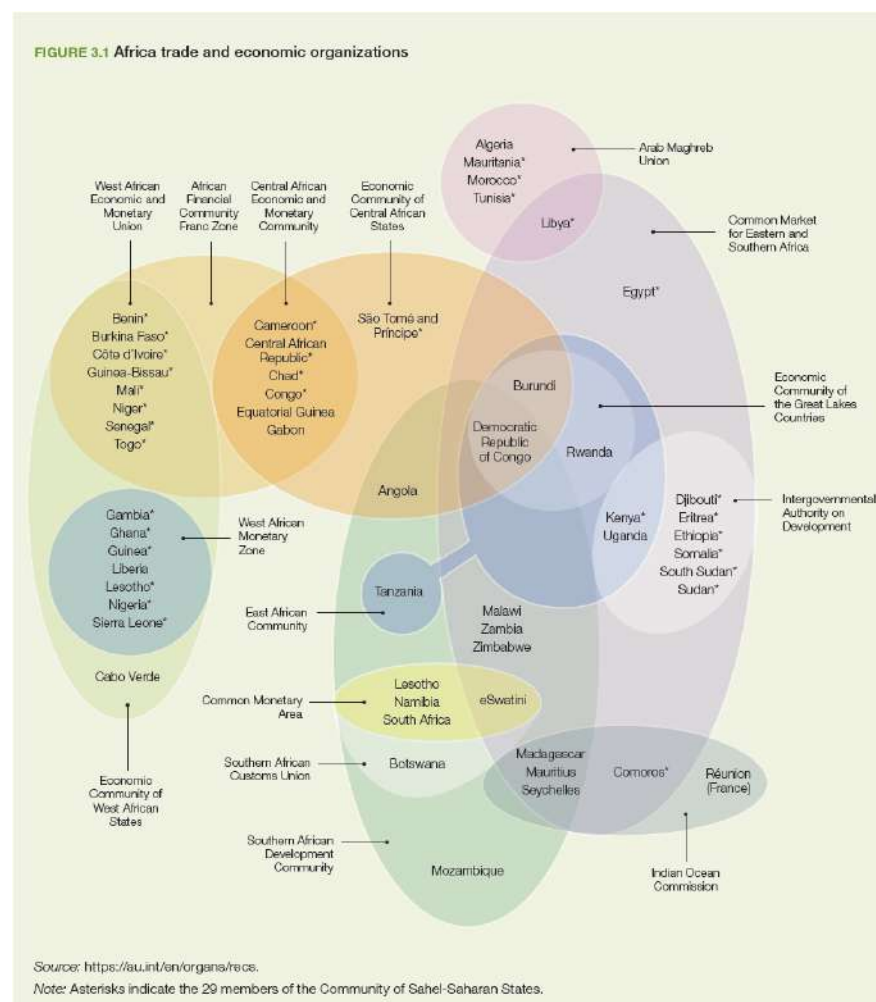 FIGURE 3.1 Africa trade and economic organizations
Algeria
Mauritania*
Morocco*
Tunisia*
Arab Maghreb
Union
West African
Economic and
Monetary
Union
African
Financial
Community
Franc Zone
Central African
Economic and
Monetary
Community
Economic
Community of
Central African
States
Libya*
Common Market
for Eastern and
Southern Africa
Egypt*
Benin*
Burkina Faso*
Côte d'Ivoire*
Guinea-Bissau*
Mali*
Niger*
Senegal*
Togo*
Cameroon*
Central African
Republic*
Chad*
Congo*
Equatorial Guinea
Gabon
São Tomé and
Príncipe*
Burundi
Democratic
Republic
of Congo
Rwanda
Economic
Community of
the Great Lakes
Countries
Angola
Gambia*
Ghana*
Guinea*
Liberia
Lesotho*
Nigeria*
Sierra Leone*
West African
Monetary
Zone
Kenya*
Uganda
Djibouti*
Eritrea*
Ethiopia*
Somalia*
South Sudan*
Sudan*
Intergovernmental
Authority on
Development
Tanzania
East African
Community
Malawi
Zambia
Zimbabwe
Cabo Verde
Common Monetary
Area
Lesotho
Namibia
South Africa
eSwatini
Southern African
Customs Union
Botswana
Madagascar
Mauritius
Seychelles
Comoros*
Réunion
(France)
Economic
Community of
West African
States
Southern African
Development
Community
Mozambique
Indian Ocean
Commission
Source: https://au.int/en/organs/recs.
Note: Asterisks indicate the 29 members of the Community of Sahel-Saharan States.